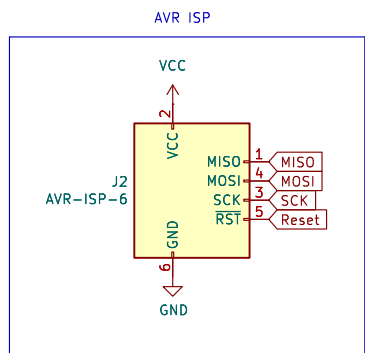 AVR ISP
VCC
2
VCC
J2
AVR-ISP-6
MISO 1 MISO
MOSI 4 MOSI
SCK 3 SCK
RST 5 Reset
GND
6
GND